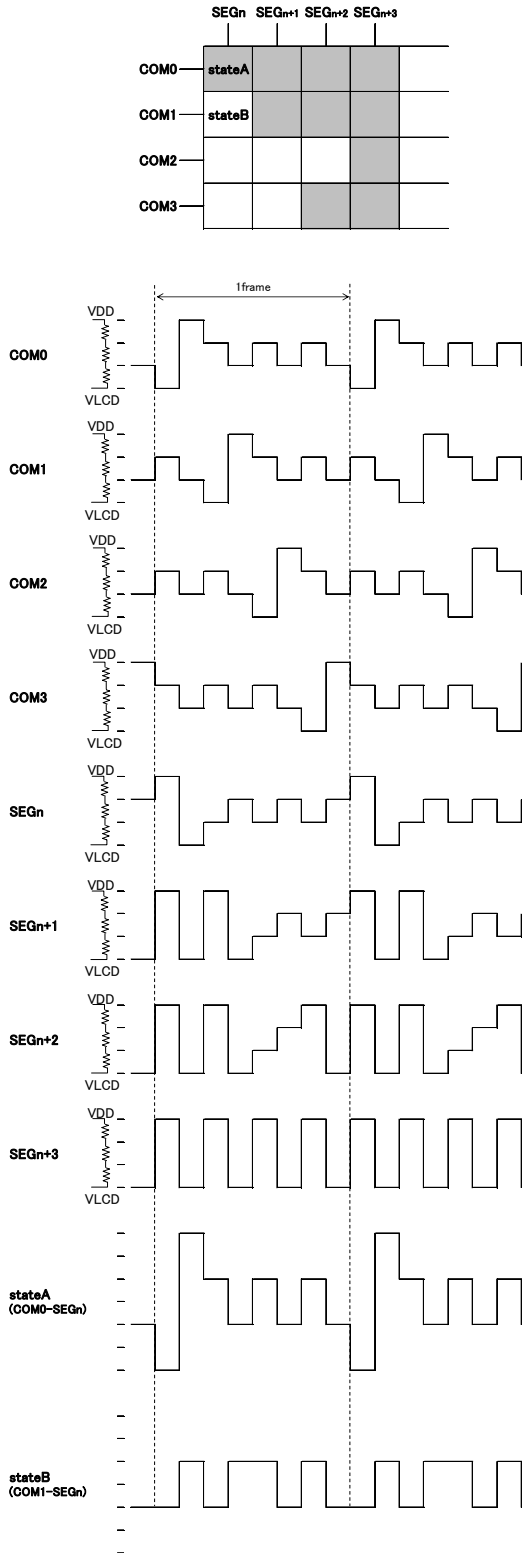 SEGn SEGn+1 SEGn+2 SEGn+3
COM0 stateA
COM1 stateB
COM2
COM3
1frame
VDD
COM0
VLCD
VDD
COM1
VLCD
VDD
COM2
VLCD
VDD
COM3
VLCD
VDD
SEGn
VLCD
VDD
SEGn+1
VLCD
VDD
SEGn+2
VLCD
VDD
SEGn+3
VLCD
stateA
(COM0-SEGn)
stateB
(COM1-SEGn)